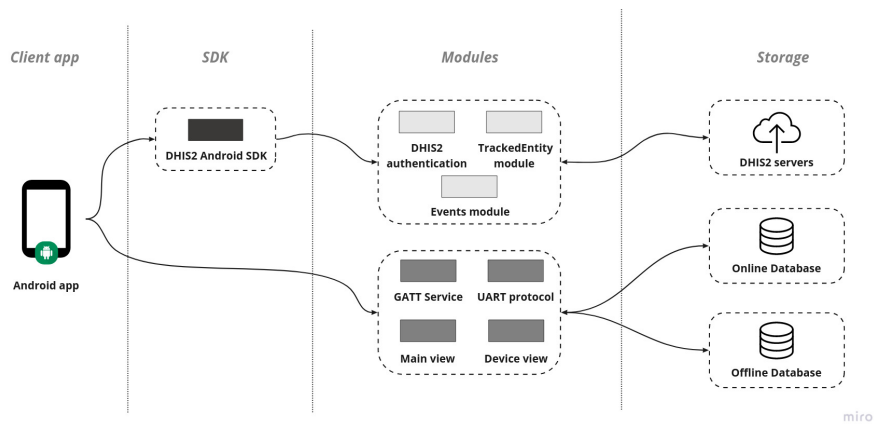 Client app
SDK
Modules
Storage
DHIS2 Android SDK
DHIS2
authentication
TrackedEntity
module
Events module
DHIS2 servers
Android app
GATT Service
UART protocol
Main view
Device view
Online Database
Offline Database
miro